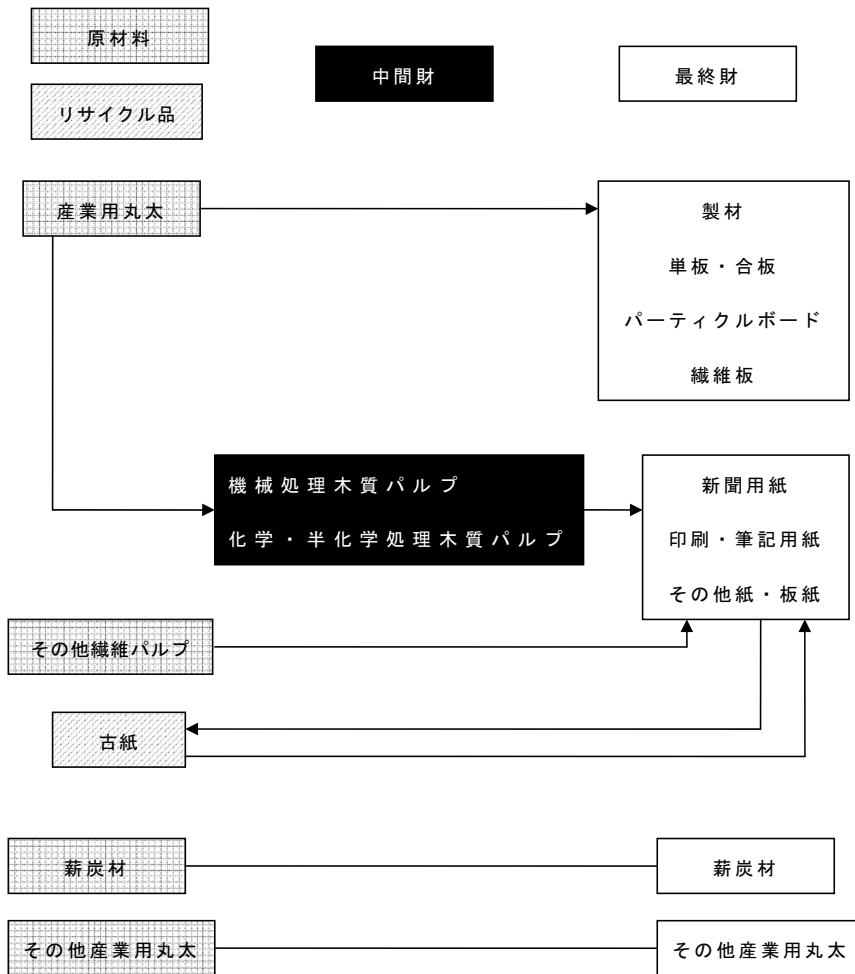 原材料
中間財
最終財
リサイクル品
産業用丸太
製材
単板・合板
パーティクルボード
繊維板
機械処理木質パルプ
化学・半化学処理木質パルプ
新聞用紙
印刷・筆記用紙
その他紙・板紙
その他繊維パルプ
古紙
薪炭材
薪炭材
その他産業用丸太
その他産業用丸太